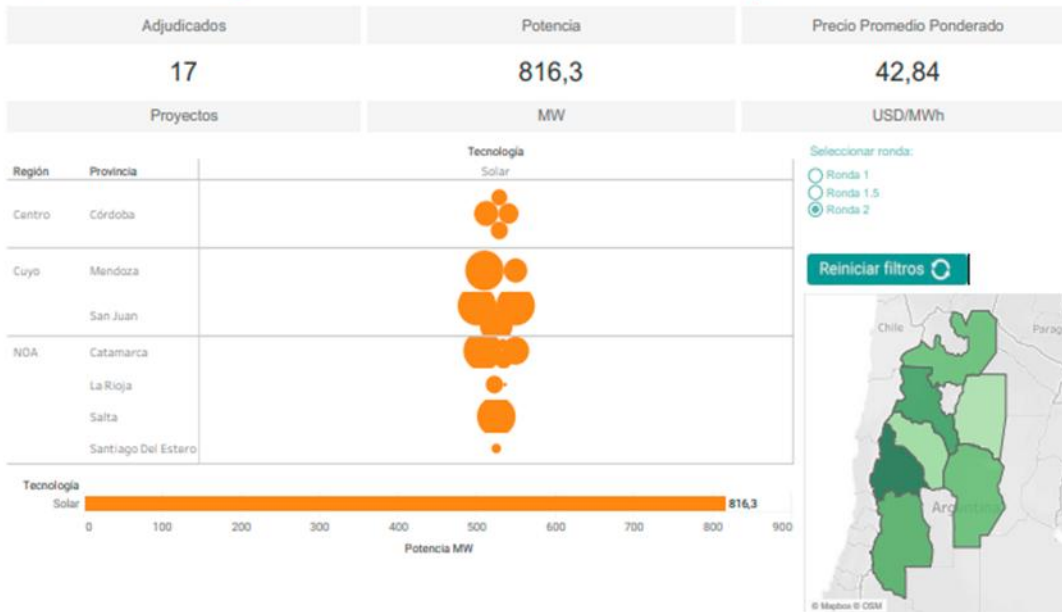 Adjudicados Potencia Precio Promedio Ponderado
17 816,3 42,84
Proyectos MW USD/MWh
Tecnología
Región Provincia Solar
Centro Córdoba
Cuyo Mendoza
San Juan
NOA Catamarca
La Rioja
Salta
Santiago Del Estero
Tecnología
Solar 816,3
0 100 200 300 400 500 600 700 800 900
Potencia MW
Seleccionar ronda:
Ronda 1
Ronda 1.5
Ronda 2
Reiniciar filtros
Chile Parag
Argentina
© Mapbox © OSM